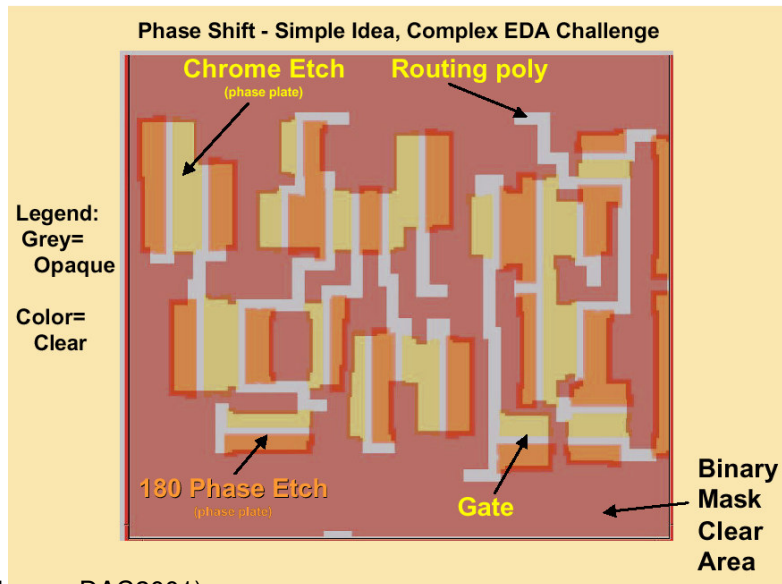 Phase Shift - Simple Idea, Complex EDA Challenge
Chrome Etch
(phase plate)
Routing poly
Legend:
Grey=
Opaque
Color=
Clear
180 Phase Etch
(phase plate)
Gate
Binary
Mask
Clear
Area